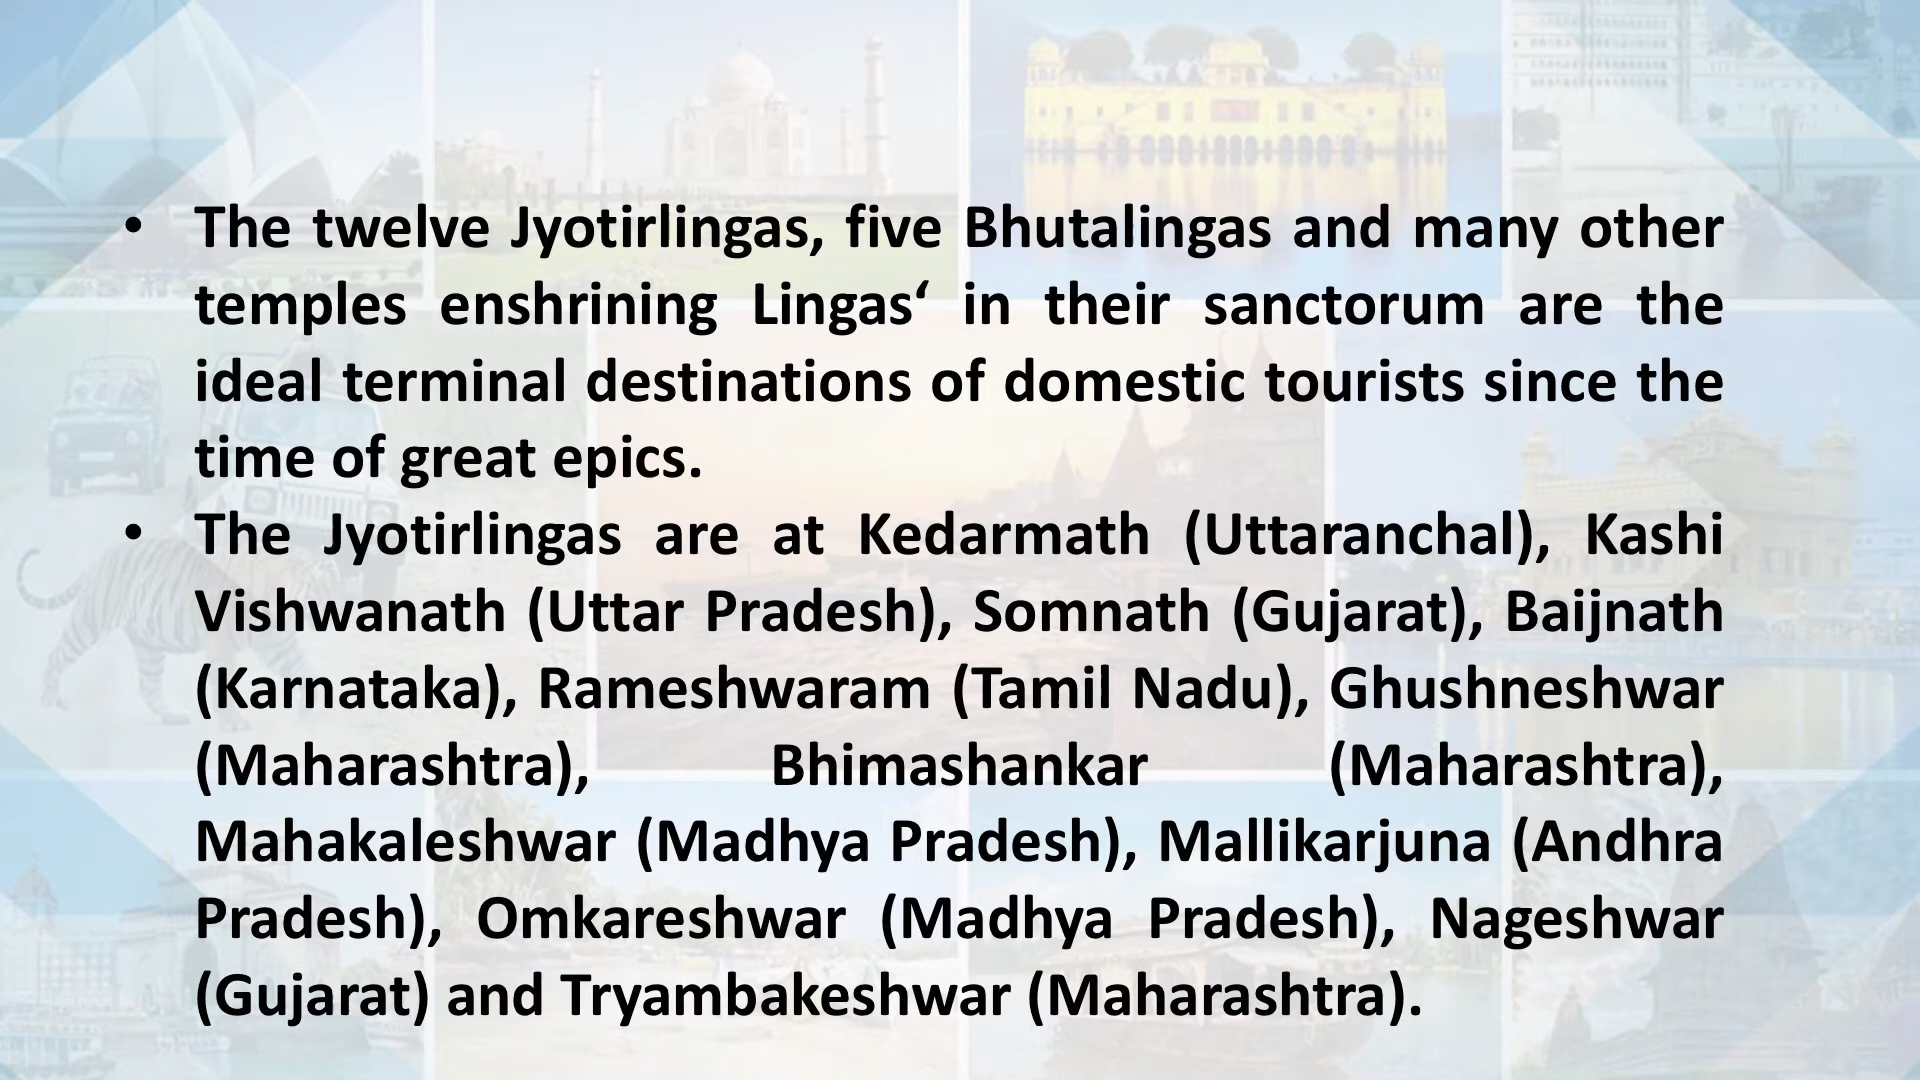 • The twelve Jyotirlingas, five Bhutalingas and many other
temples enshrining Lingas‘ in their sanctorum are the
ideal terminal destinations of domestic tourists since the
time of great epics.
• The Jyotirlingas are at Kedarmath (Uttaranchal), Kashi
Vishwanath (Uttar Pradesh), Somnath (Gujarat), Baijnath
(Karnataka), Rameshwaram (Tamil Nadu), Ghushneshwar
(Maharashtra), Bhimashankar (Maharashtra),
Mahakaleshwar (Madhya Pradesh), Mallikarjuna (Andhra
Pradesh), Omkareshwar (Madhya Pradesh), Nageshwar
(Gujarat) and Tryambakeshwar (Maharashtra).